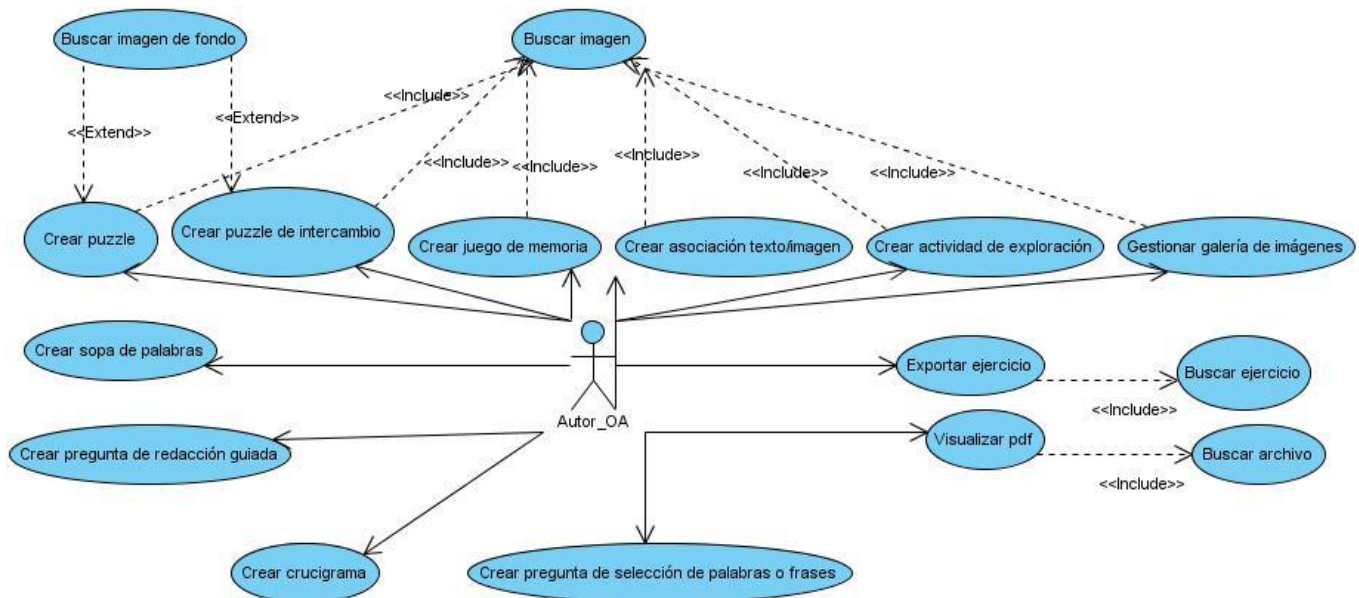 Buscar imagen de fondo
Buscar imagen
<<Include>>
<<Extend>>
<<Extend>>
<<Include>>
<<Include>>
<<Include>>
<<Include>>
<<Include>>
Crear puzzle
Crear puzzle de intercambio
Crear juego de memoria
Crear asociación texto/imagen
Crear actividad de exploración
Gestionar galería de imágenes
Crear sopa de palabras
Exportar ejercicio
Buscar ejercicio
<<Include>>
Autor_OA
Crear pregunta de redacción guiada
Visualizar pdf
Buscar archivo
<<Include>>
Crear crucigrama
Crear pregunta de selección de palabras o frases